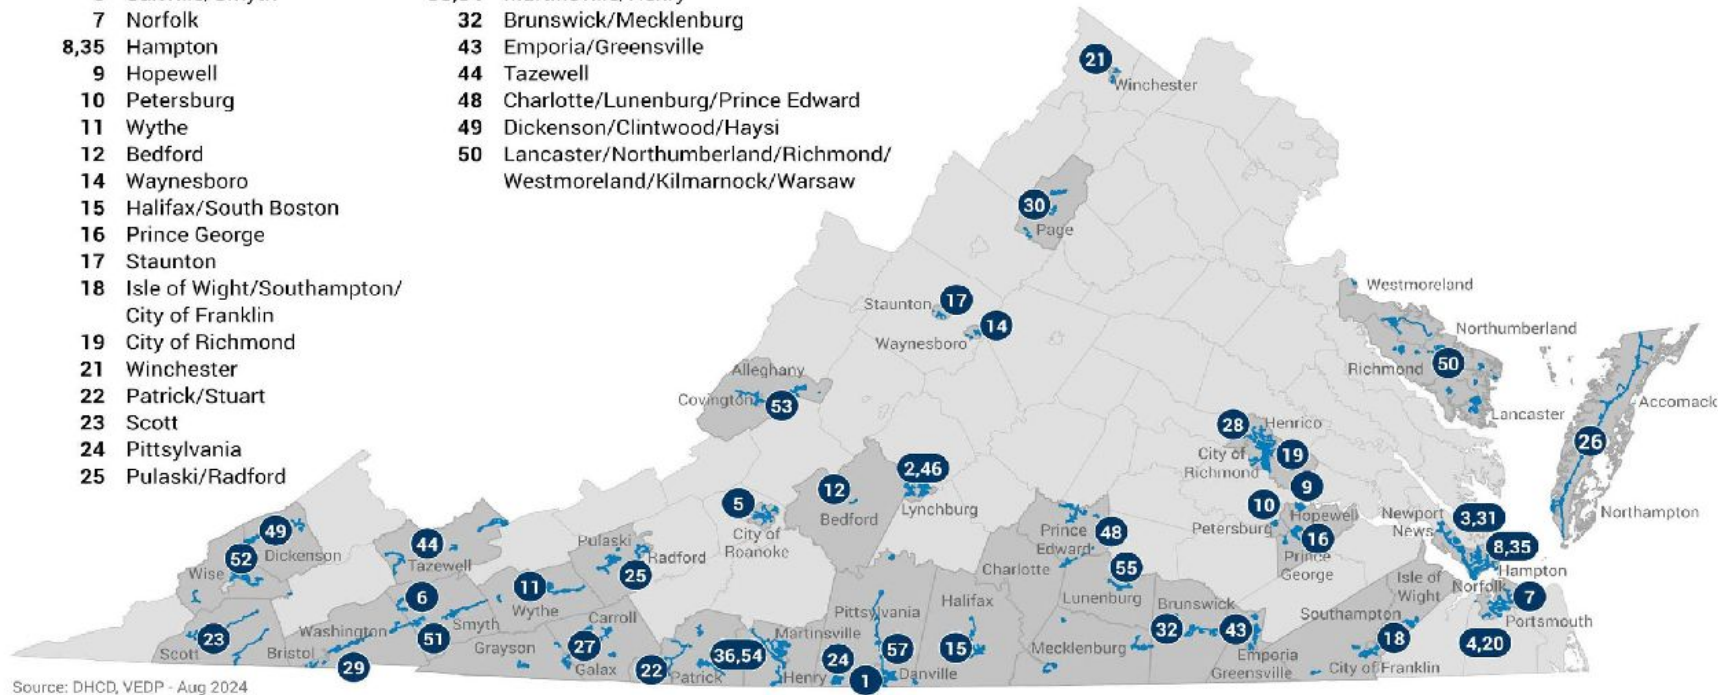 7 Norfolk
8,35 Hampton
9 Hopewell
10 Petersburg
11 Wythe
12 Bedford
14 Waynesboro
15 Halifax/South Boston
16 Prince George
17 Staunton
18 Isle of Wight/Southampton/
City of Franklin
19 City of Richmond
21 Winchester
22 Patrick/Stuart
23 Scott
24 Pittsylvania
25 Pulaski/Radford
32 Brunswick/Mecklenburg
43 Emporia/Greensville
44 Tazewell
48 Charlotte/Lunenburg/Prince Edward
49 Dickenson/Clintwood/Haysi
50 Lancaster/Northumberland/Richmond/
Westmoreland/Kilmarnock/Warsaw
21
Winchester
30
Page
Westmoreland
Staunton 17
14
Waynesboro
Northumberland
Richmond 50
Lancaster
Alleghany
Covington
53
Accomack
26
Northampton
28 Henrico
City of
Richmond
19
9
10
Petersburg
Hopewell
16
Prince
George
Newport
News
3,31
8,35
Hampton
Norfolk
7
Portsmouth
4,20
2,46
Lynchburg
12
Bedford
5
City of
Roanoke
Prince
Edward
48
Charlotte
55
Lunenburg
49
Dickenson
52
Wise
44
Tazewell
Pulaski
Radford
25
11
Wythe
6
Smyth
51
Washington
23
Scott
Bristol
29
Grayson
Carroll
27
Galax
22
Patrick
36,54
Martinsville
Henry
24
Pittsylvania
57
Danville
1
Halifax
15
Mecklenburg
Brunswick
32
43
Emporia
Greensville
Southampton
Isle of
Wight
18
City of Franklin
Source: DHCD, VEDP - Aug 2024